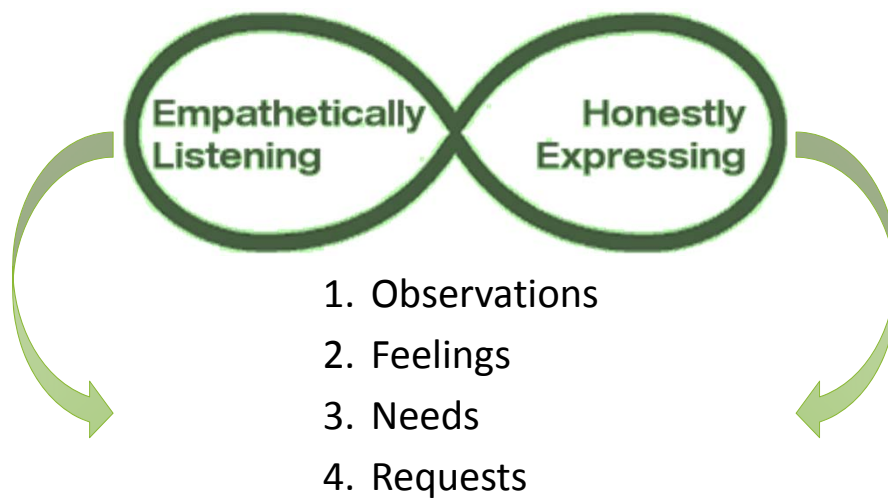 Empathetically
Listening
Honestly
Expressing
1. Observations
2. Feelings
3. Needs
4. Requests